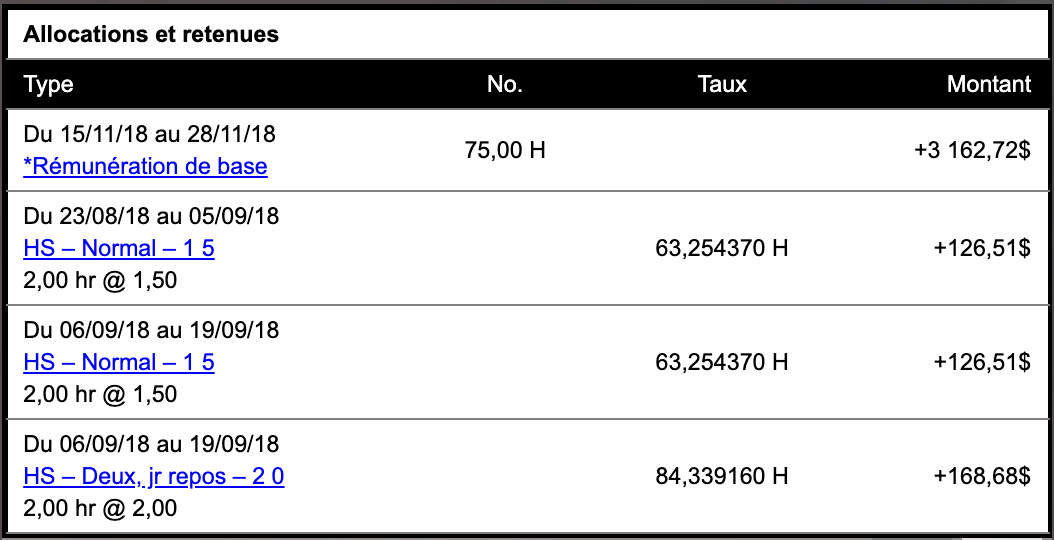 Allocations et retenues
Type No. Taux Montant
Du 15/11/18 au 28/11/18
*Rémunération de base
75,00 H +3 162,72$
Du 23/08/18 au 05/09/18
HS – Normal – 1 5
2,00 hr @ 1,50
63,254370 H +126,51$
Du 06/09/18 au 19/09/18
HS – Normal – 1 5
2,00 hr @ 1,50
63,254370 H +126,51$
Du 06/09/18 au 19/09/18
HS – Deux, jr repos – 2 0
2,00 hr @ 2,00
84,339160 H +168,68$